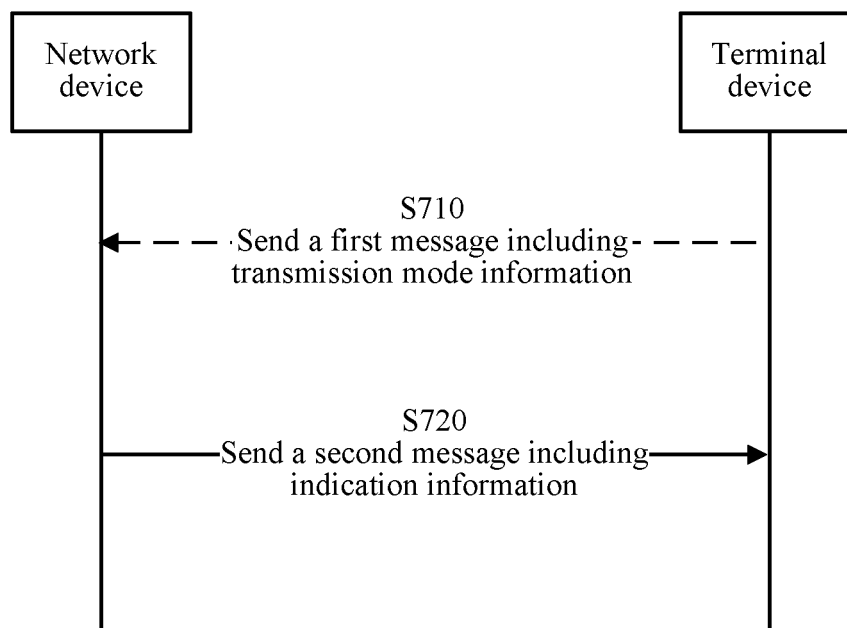 Network
device
Terminal
device
S710
Send a first message including
transmission mode information
S720
Send a second message including
indication information